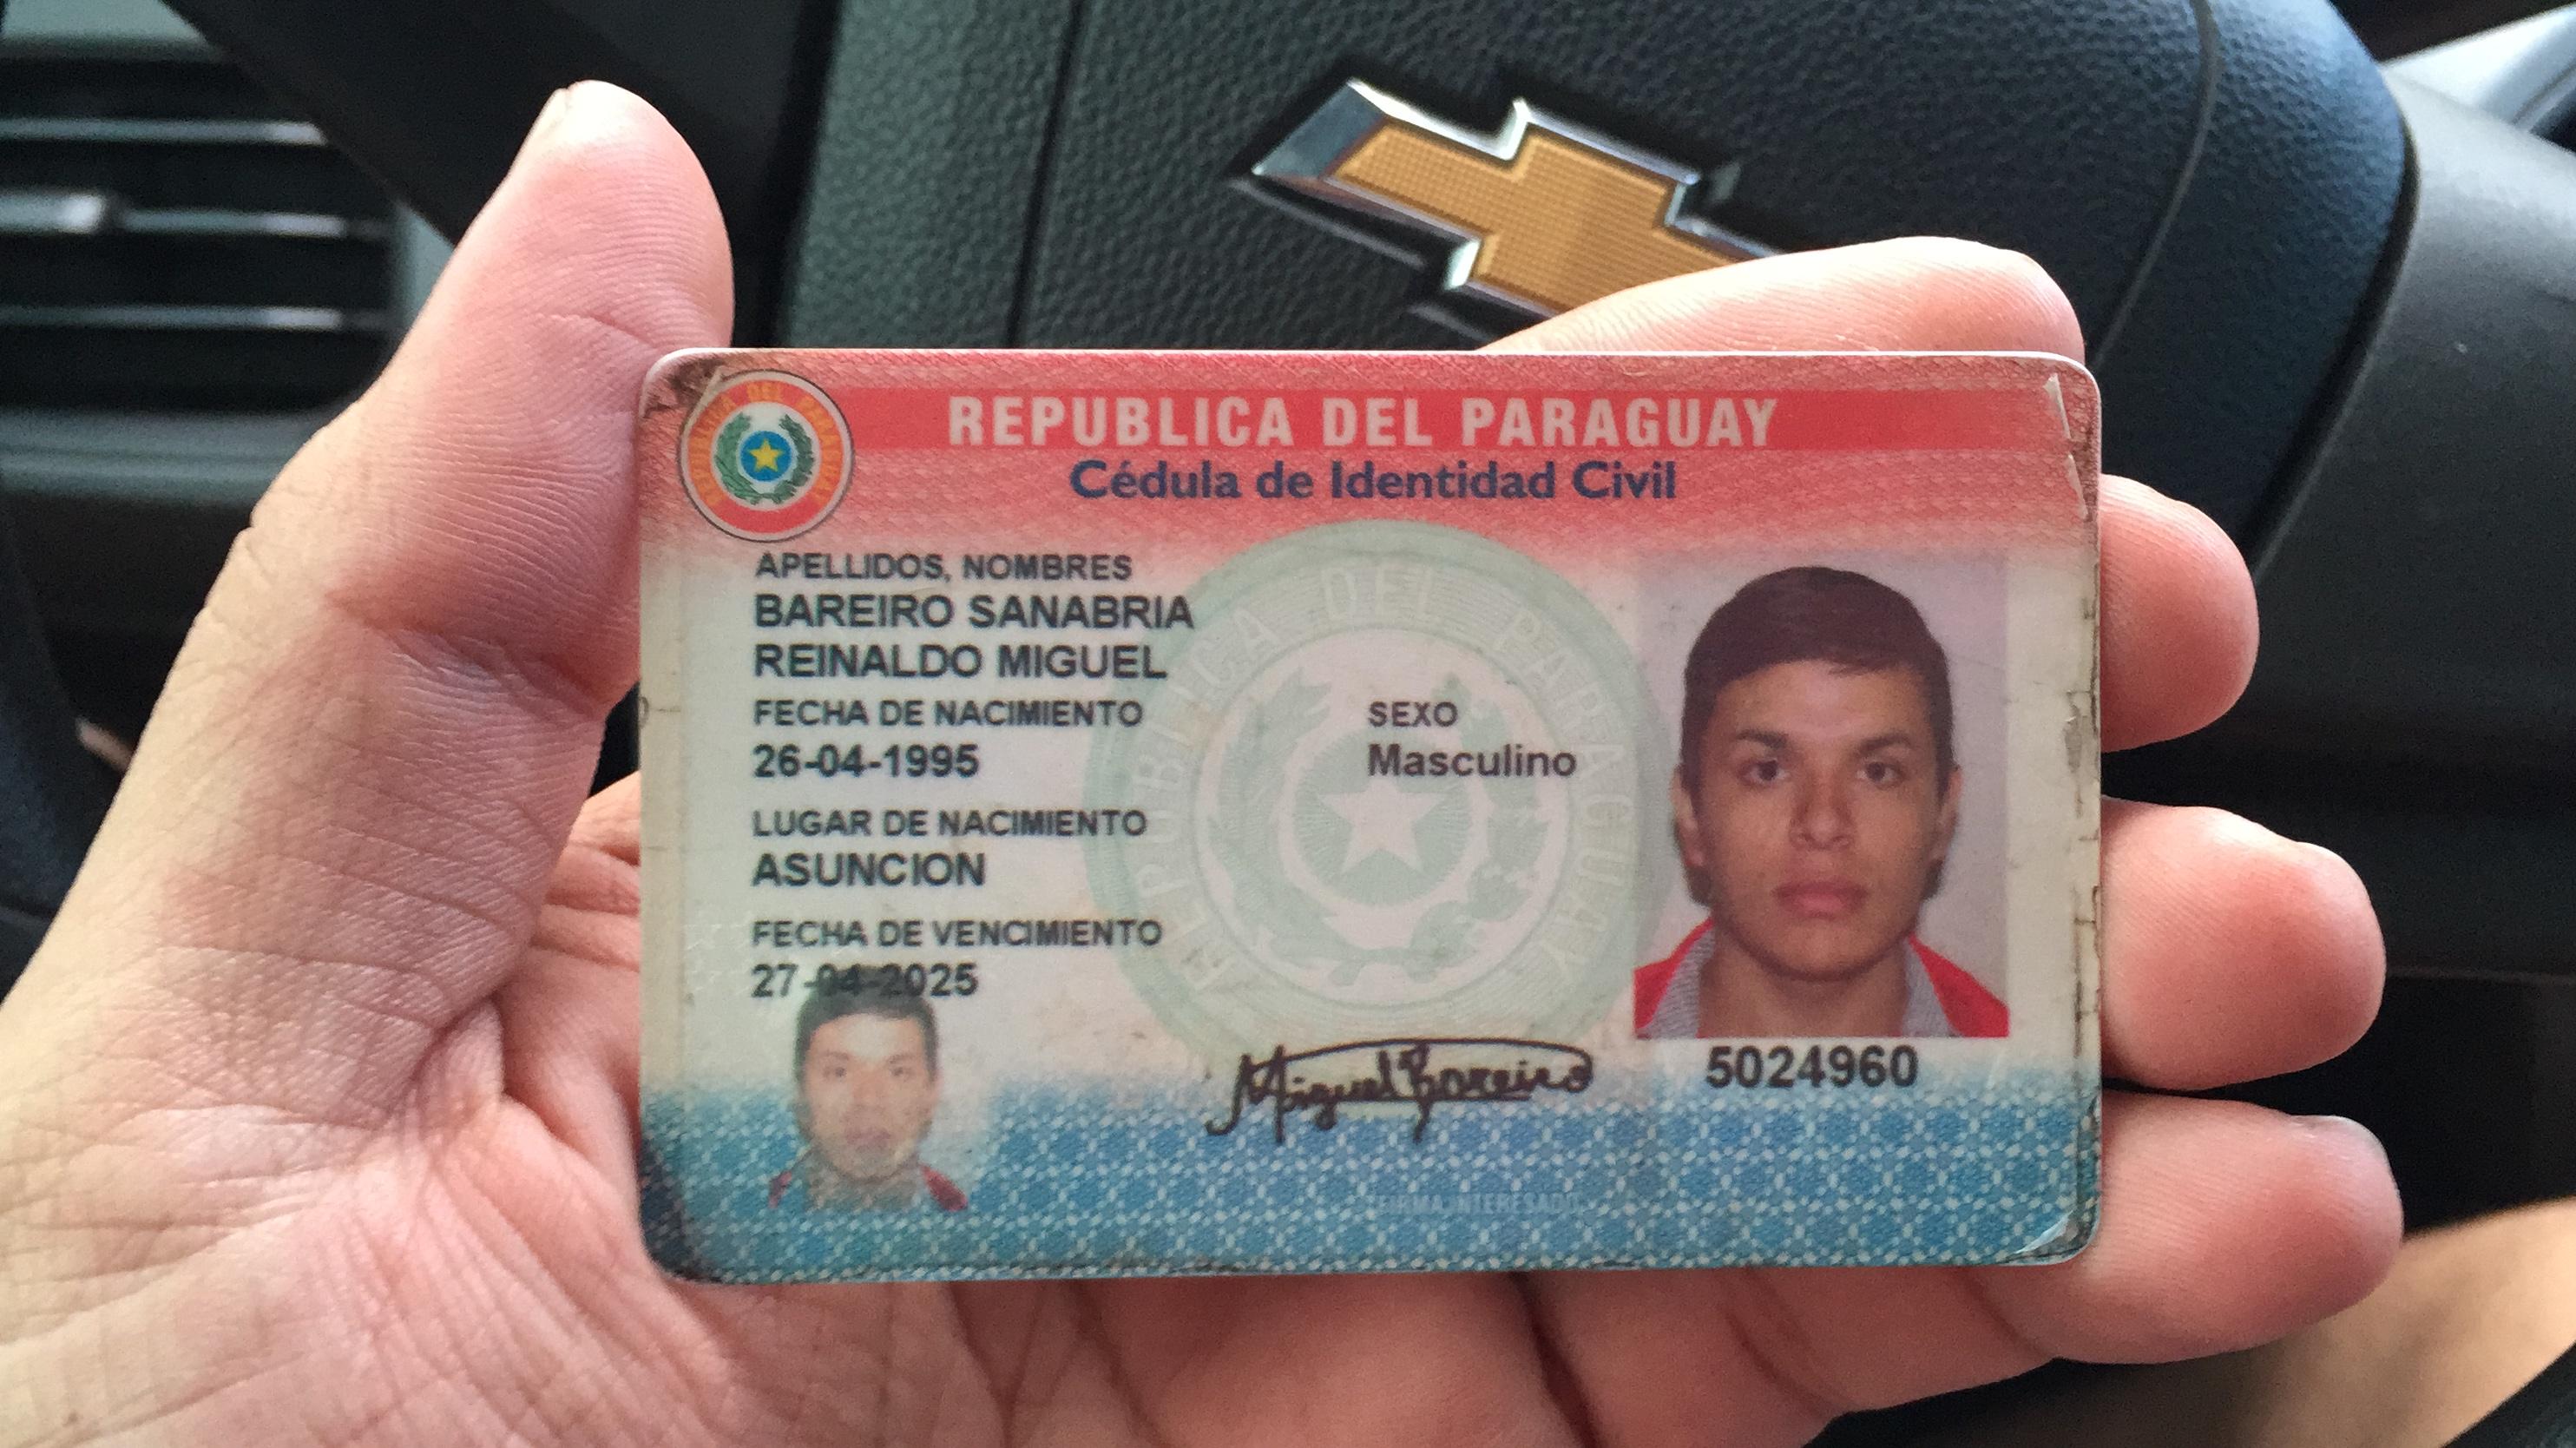 REPUBLICA DEL PARAGUAY
Cédula de Identidad Civil
APELLIDOS, NOMBRES
BAREIRO SANABRIA
REINALDO MIGUEL
FECHA DE NACIMIENTO
26-04-1995
SEXO
Masculino
LUGAR DE NACIMIENTO
ASUNCION
FECHA DE VENCIMIENTO
27-04-2025
Miguel Bareiro
5024960
FIRMA INTERESADO
REPUBLICA DEL PARAGUAY